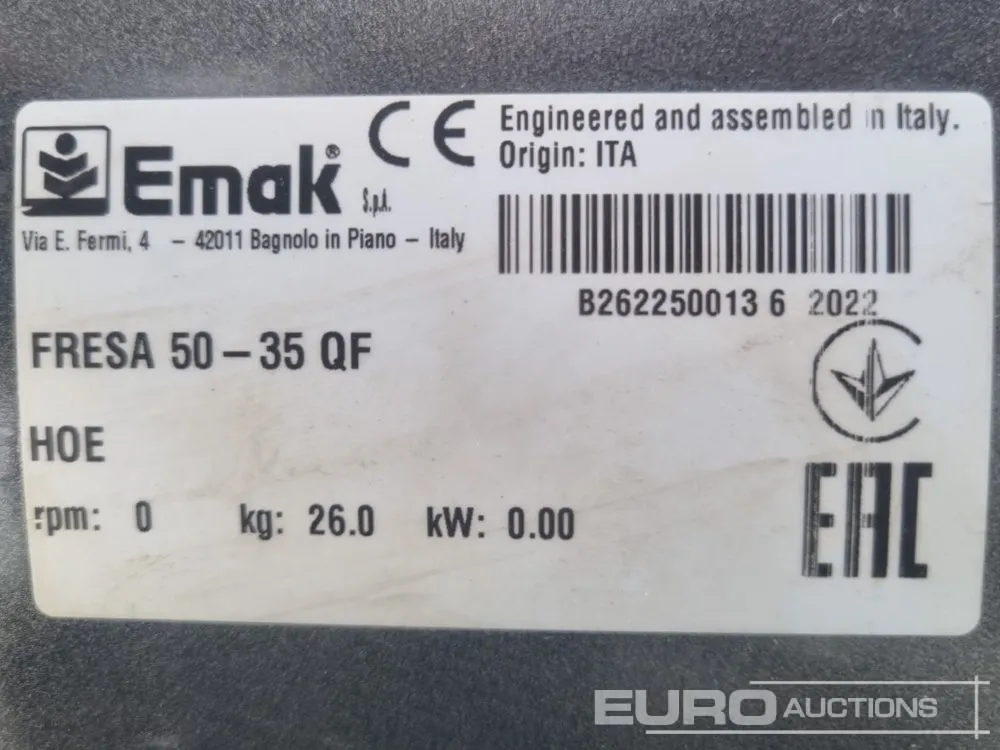 Emak® S.p.A.
CE
Via E. Fermi, 4 – 42011 Bagnolo in Piano – Italy
Engineered and assembled in Italy.
Origin: ITA
B262250013 6 2022
FRESA 50 – 35 QF
HOE
rpm: 0 kg: 26.0 kW: 0.00
EAC
EURO AUCTIONS